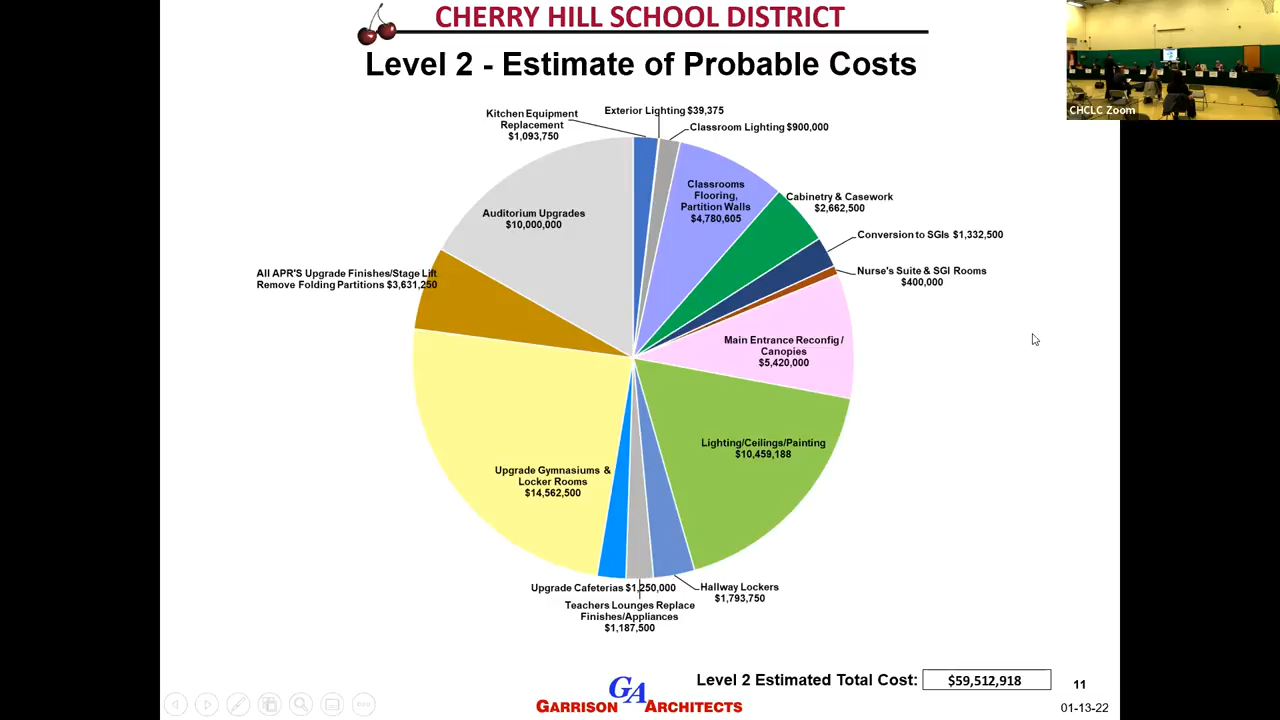 CHERRY HILL SCHOOL DISTRICT
Level 2 - Estimate of Probable Costs
CHCLC Zoom
Kitchen Equipment
Replacement
$1,093,750
Exterior Lighting $39,375
Classroom Lighting $900,000
Classrooms
Flooring,
Partition Walls
$4,780,605
Cabinetry & Casework
$2,662,500
Conversion to SGIs $1,332,500
Nurse's Suite & SGI Rooms
$400,000
Main Entrance Reconfig /
Canopies
$5,420,000
Lighting/Ceilings/Painting
$10,459,188
Hallway Lockers
$1,793,750
Teachers Lounges Replace
Finishes/Appliances
$1,187,500
Upgrade Cafeterias $1,250,000
Upgrade Gymnasiums &
Locker Rooms
$14,562,500
All APR'S Upgrade Finishes/Stage Lift
Remove Folding Partitions $3,631,250
Auditorium Upgrades
$10,000,000
Level 2 Estimated Total Cost: $59,512,918
11
GA
GARRISON ARCHITECTS
01-13-22